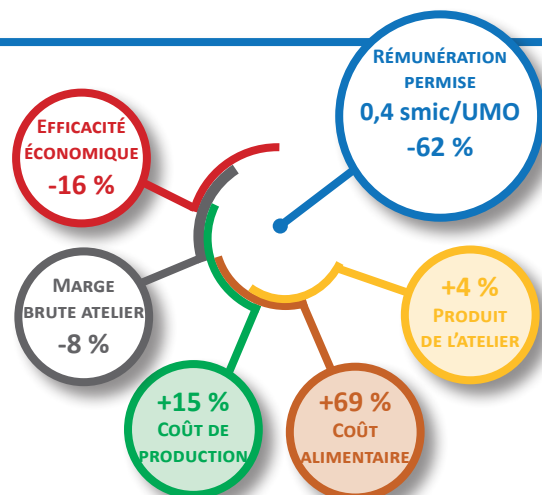 RÉMUNÉRATION
PERMISE
0,4 smic/UMO
-62 %
EFFICACITÉ
ÉCONOMIQUE
-16 %
MARGE
BRUTE ATELIER
-8 %
+4 %
PRODUIT
DE L'ATELIER
+15 %
COÛT DE
PRODUCTION
+69 %
COÛT
ALIMENTAIRE